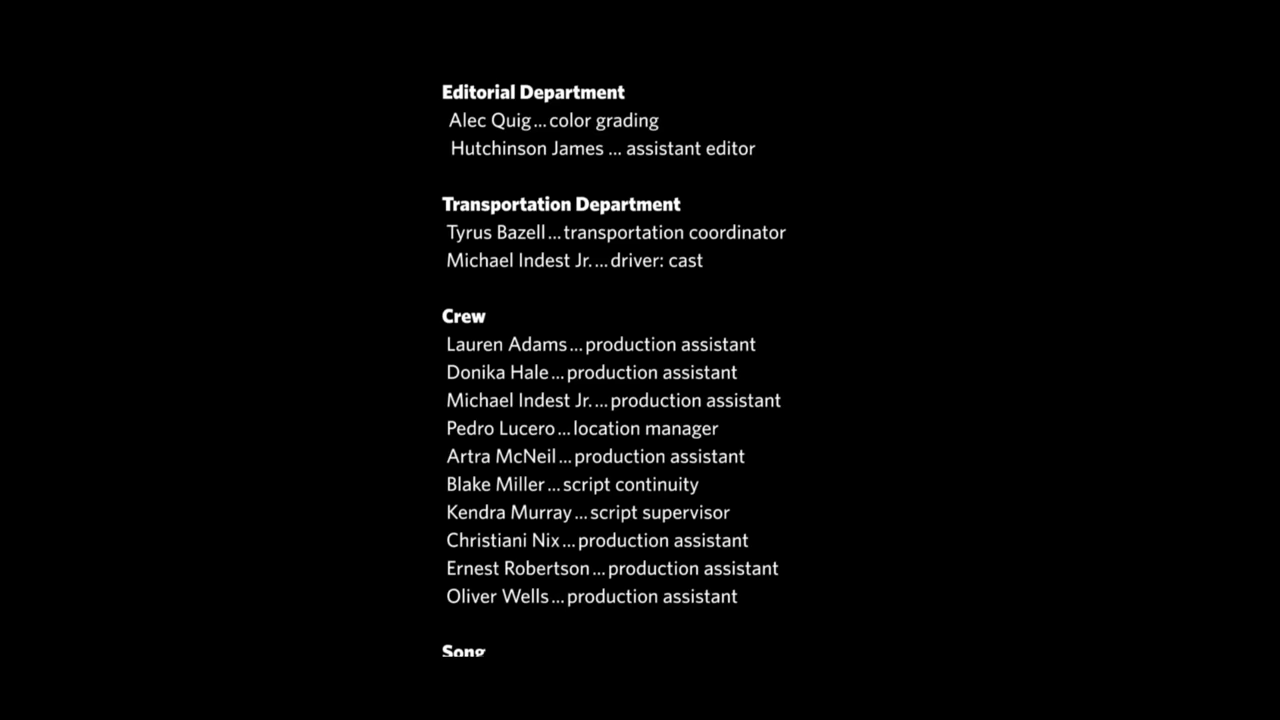 Editorial Department
Alec Quig...color grading
Hutchinson James ... assistant editor
Transportation Department
Tyrus Bazell...transportation coordinator
Michael Indest Jr....driver: cast
Crew
Lauren Adams...production assistant
Donika Hale...production assistant
Michael Indest Jr....production assistant
Pedro Lucero...location manager
Artra McNeil...production assistant
Blake Miller...script continuity
Kendra Murray...script supervisor
Christiani Nix...production assistant
Ernest Robertson...production assistant
Oliver Wells...production assistant
Song